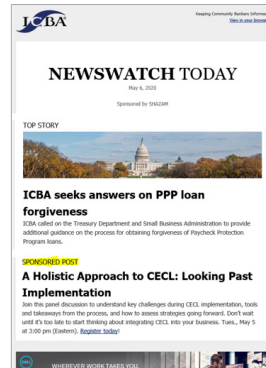 ICBA®
Keeping Community Bankers Informed
View in your browser
NEWSWATCH TODAY
May 6, 2020
Sponsored by SHAZAM
TOP STORY
ICBA seeks answers on PPP loan
forgiveness
ICBA called on the Treasury Department and Small Business Administration to provide
additional guidance on the process for obtaining forgiveness of Paycheck Protection
Program loans.
SPONSORED POST
A Holistic Approach to CECL: Looking Past
Implementation
Join this panel discussion to understand key challenges during CECL implementation, tools
and takeaways from the process, and how to assess strategies going forward. Don't wait
until it's too late to start thinking about integrating CECL into your business. Tues., May 5
at 3:00 pm (Eastern). Register today!
DELL
WHEREVER WORK TAKES YOU,